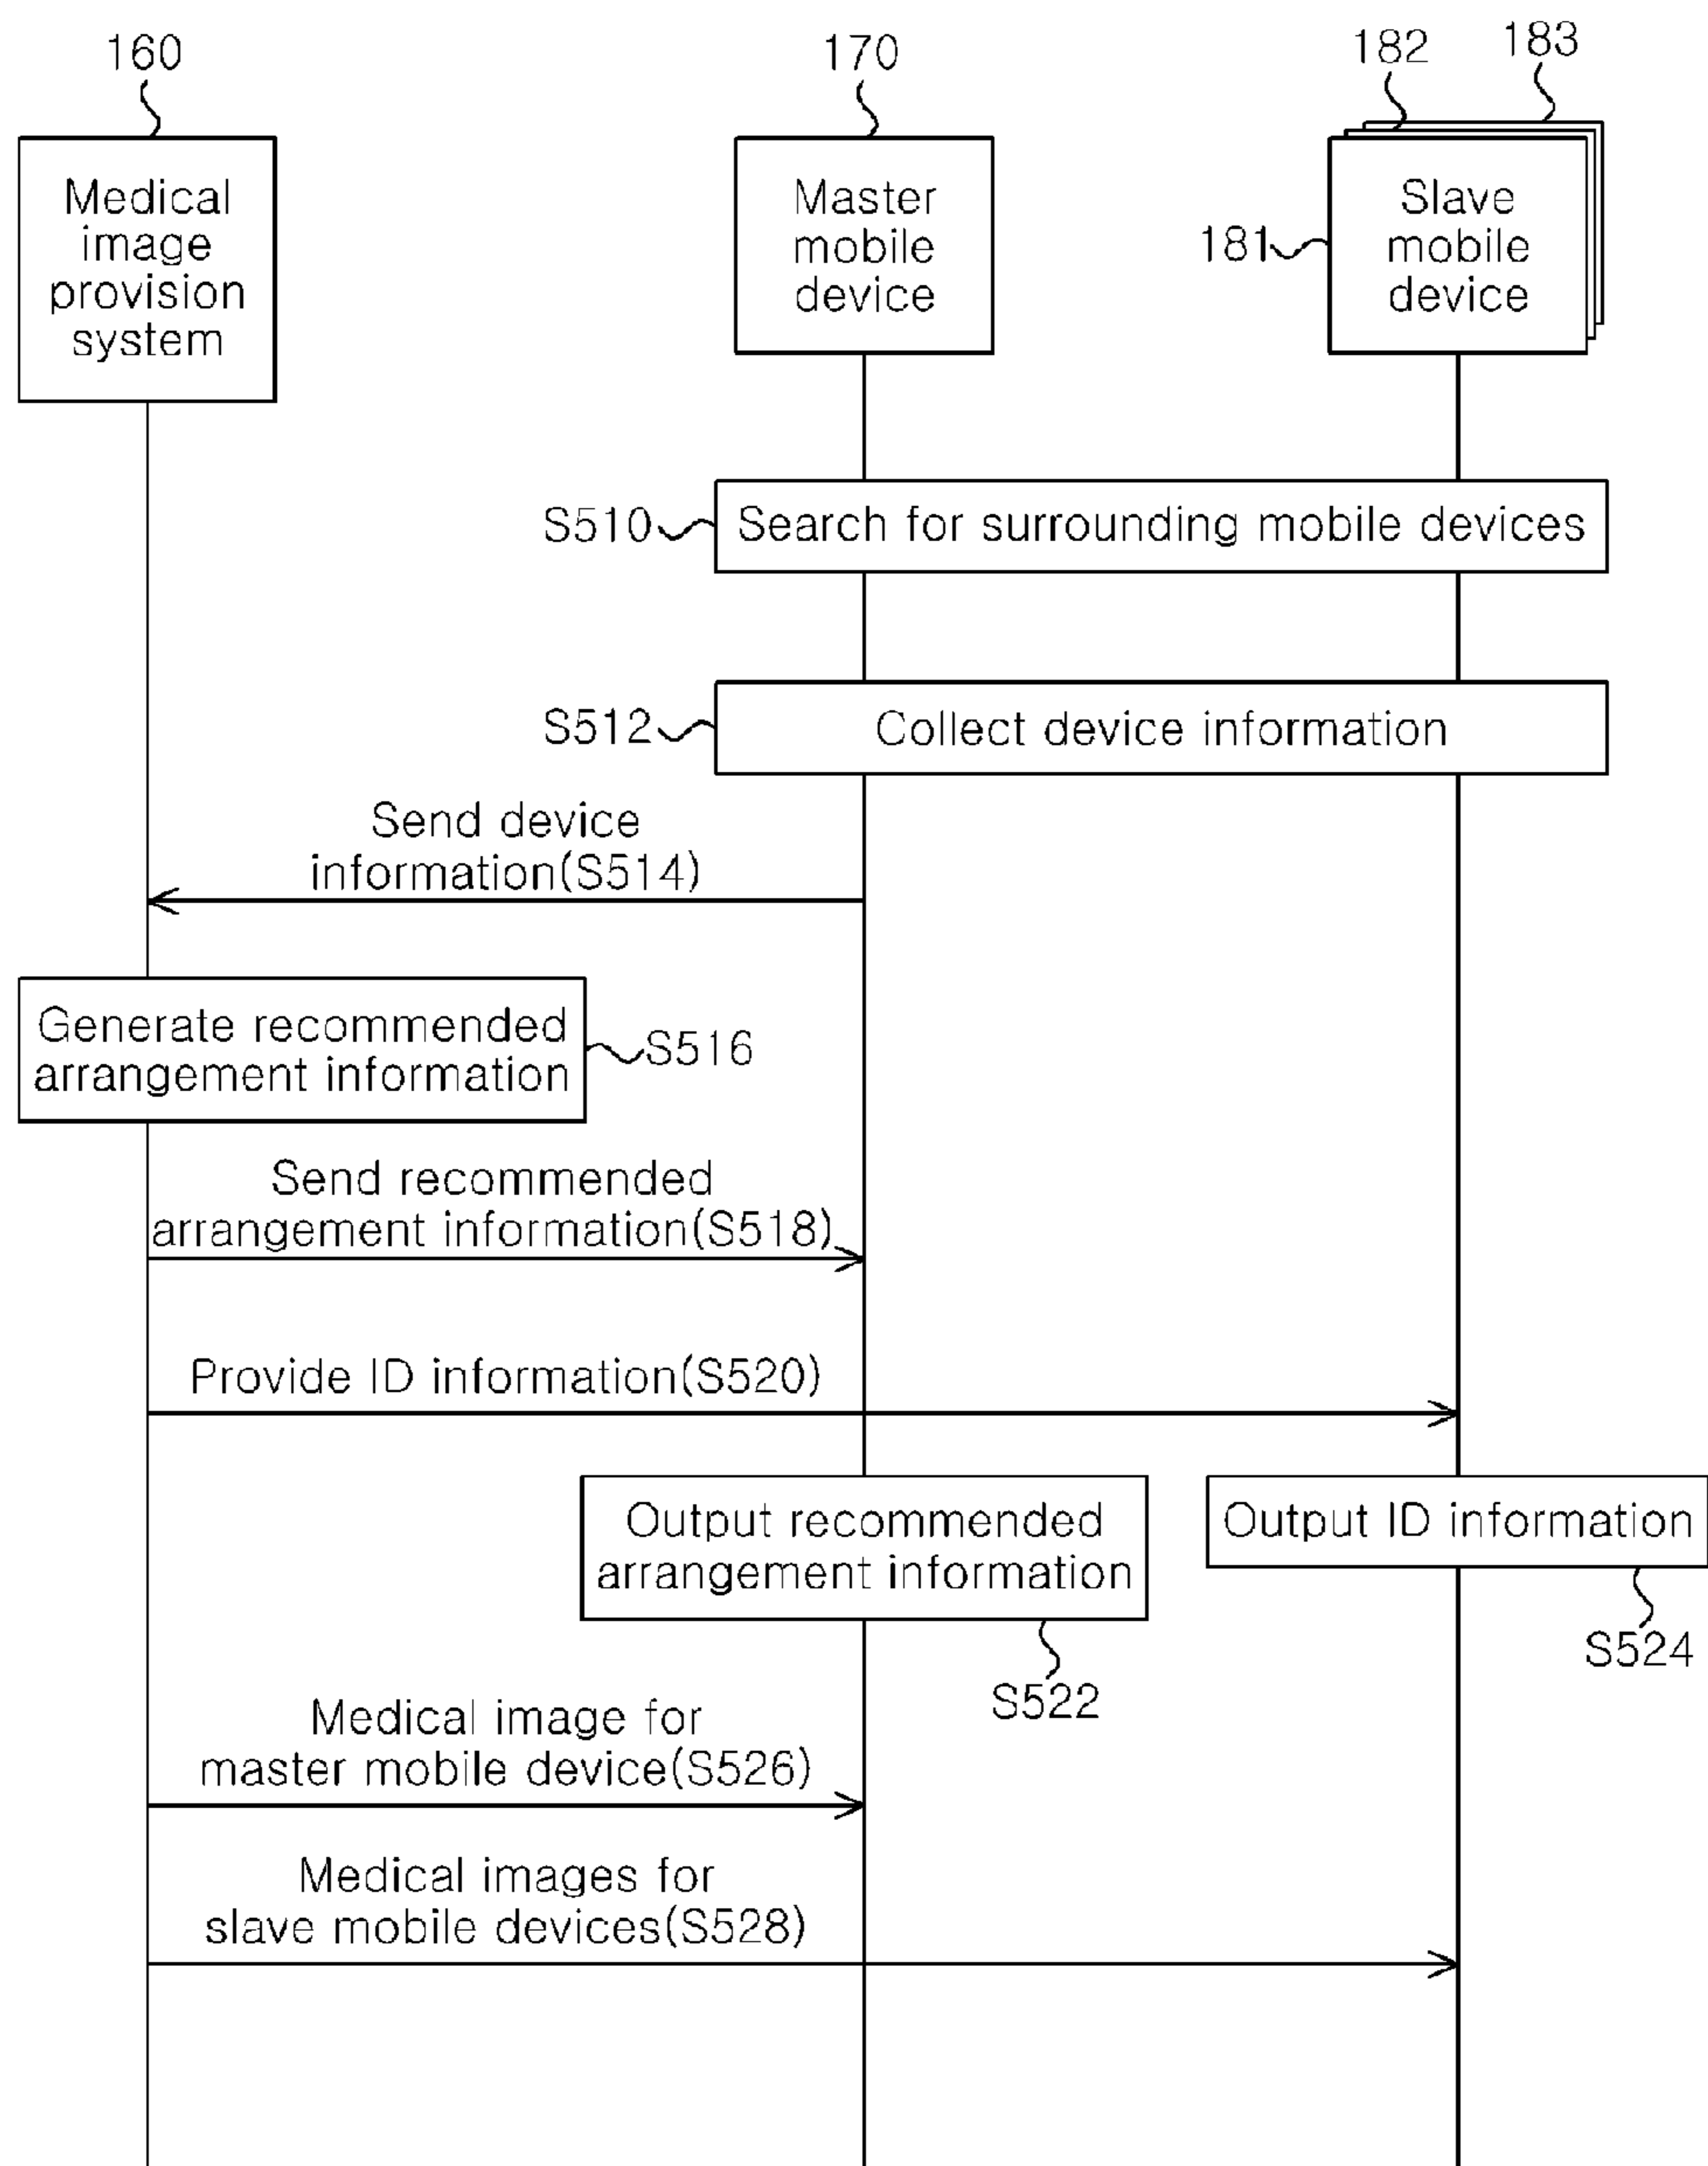 160
170
182
183
Medical
image
provision
system
Master
mobile
device
181
Slave
mobile
device
S510
Search for surrounding mobile devices
S512
Collect device information
Send device
information(S514)
Generate recommended
arrangement information
S516
Send recommended
arrangement information(S518)
Provide ID information(S520)
Output recommended
arrangement information
Output ID information
S524
S522
Medical image for
master mobile device(S526)
Medical images for
slave mobile devices(S528)